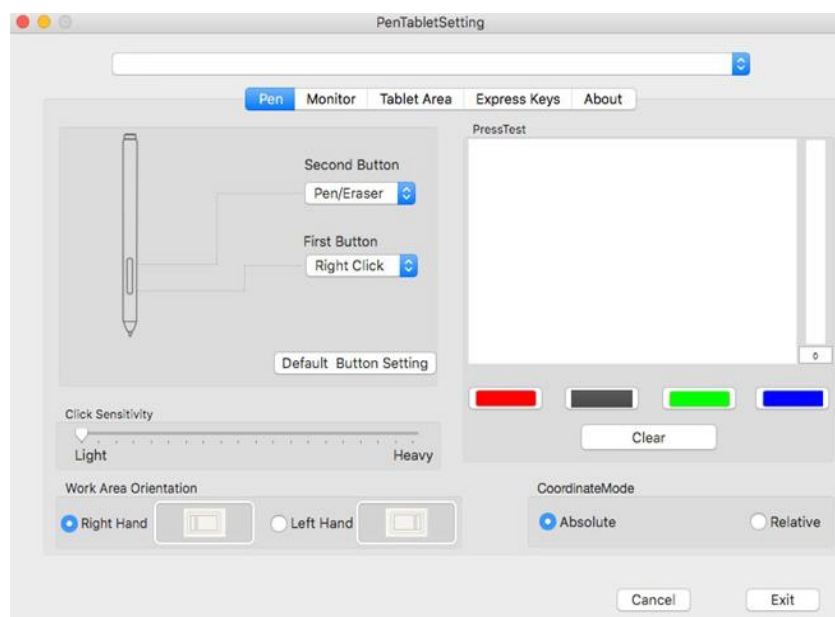 PenTabletSetting
Pen Monitor Tablet Area Express Keys About
PressTest
Second Button
Pen/Eraser
First Button
Right Click
Default Button Setting
0
Clear
Click Sensitivity
Light Heavy
Work Area Orientation
Right Hand Left Hand
CoordinateMode
Absolute Relative
Cancel Exit